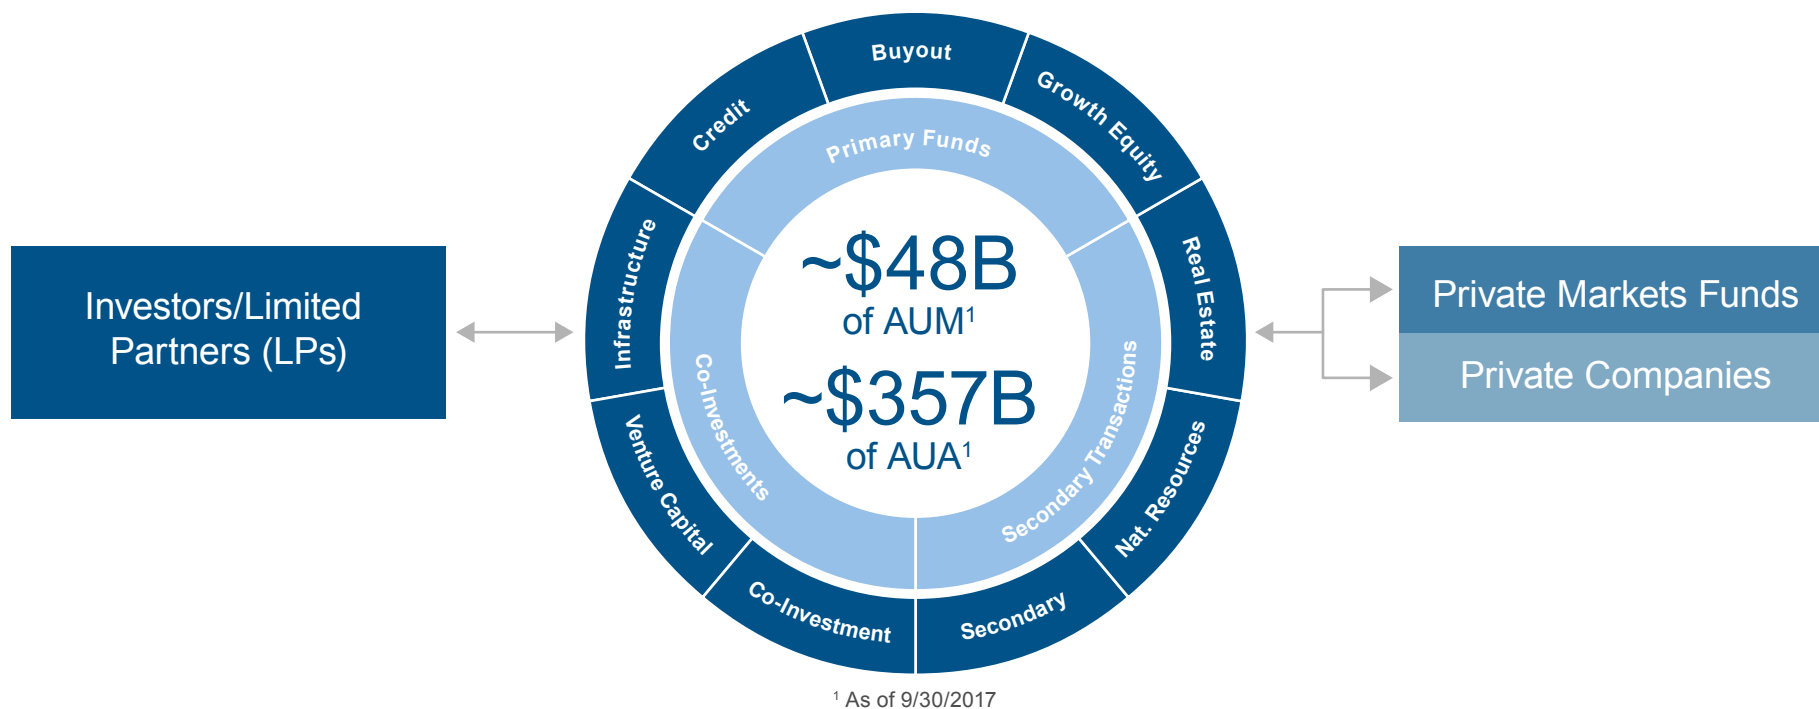 Investors/Limited
Partners (LPs)
Buyout
Growth Equity
Real Estate
Nat. Resources
Secondary
Co-Investment
Venture Capital
Infrastructure
Credit
Primary Funds
Secondary Transactions
Co-Investments
~$48B
of AUM¹
~$357B
of AUA¹
Private Markets Funds
Private Companies
¹ As of 9/30/2017